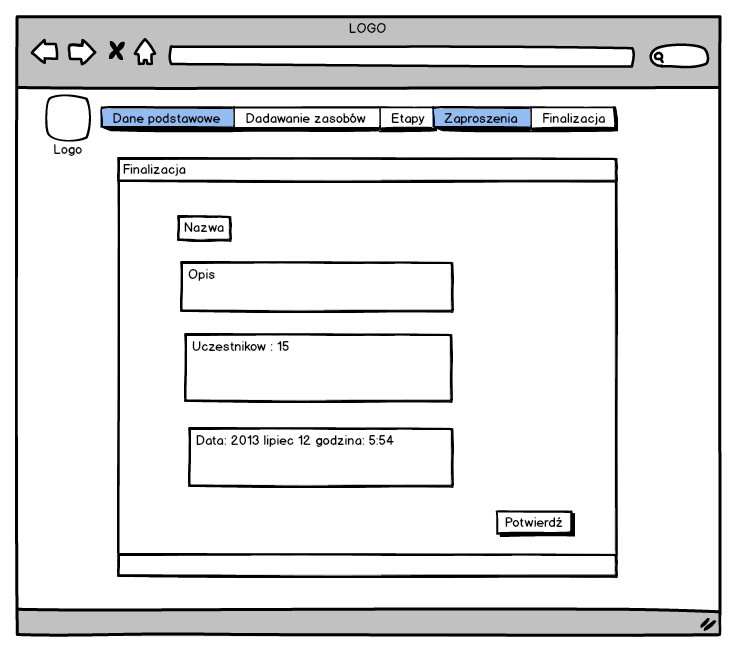 LOGO
Logo
Dane podstawowe
Dadawanie zasobów
Etapy
Zaproszenia
Finalizacja
Finalizacja
Nazwa
Opis
Uczestnikow : 15
Data: 2013 lipiec 12 godzina: 5:54
Potwierdź